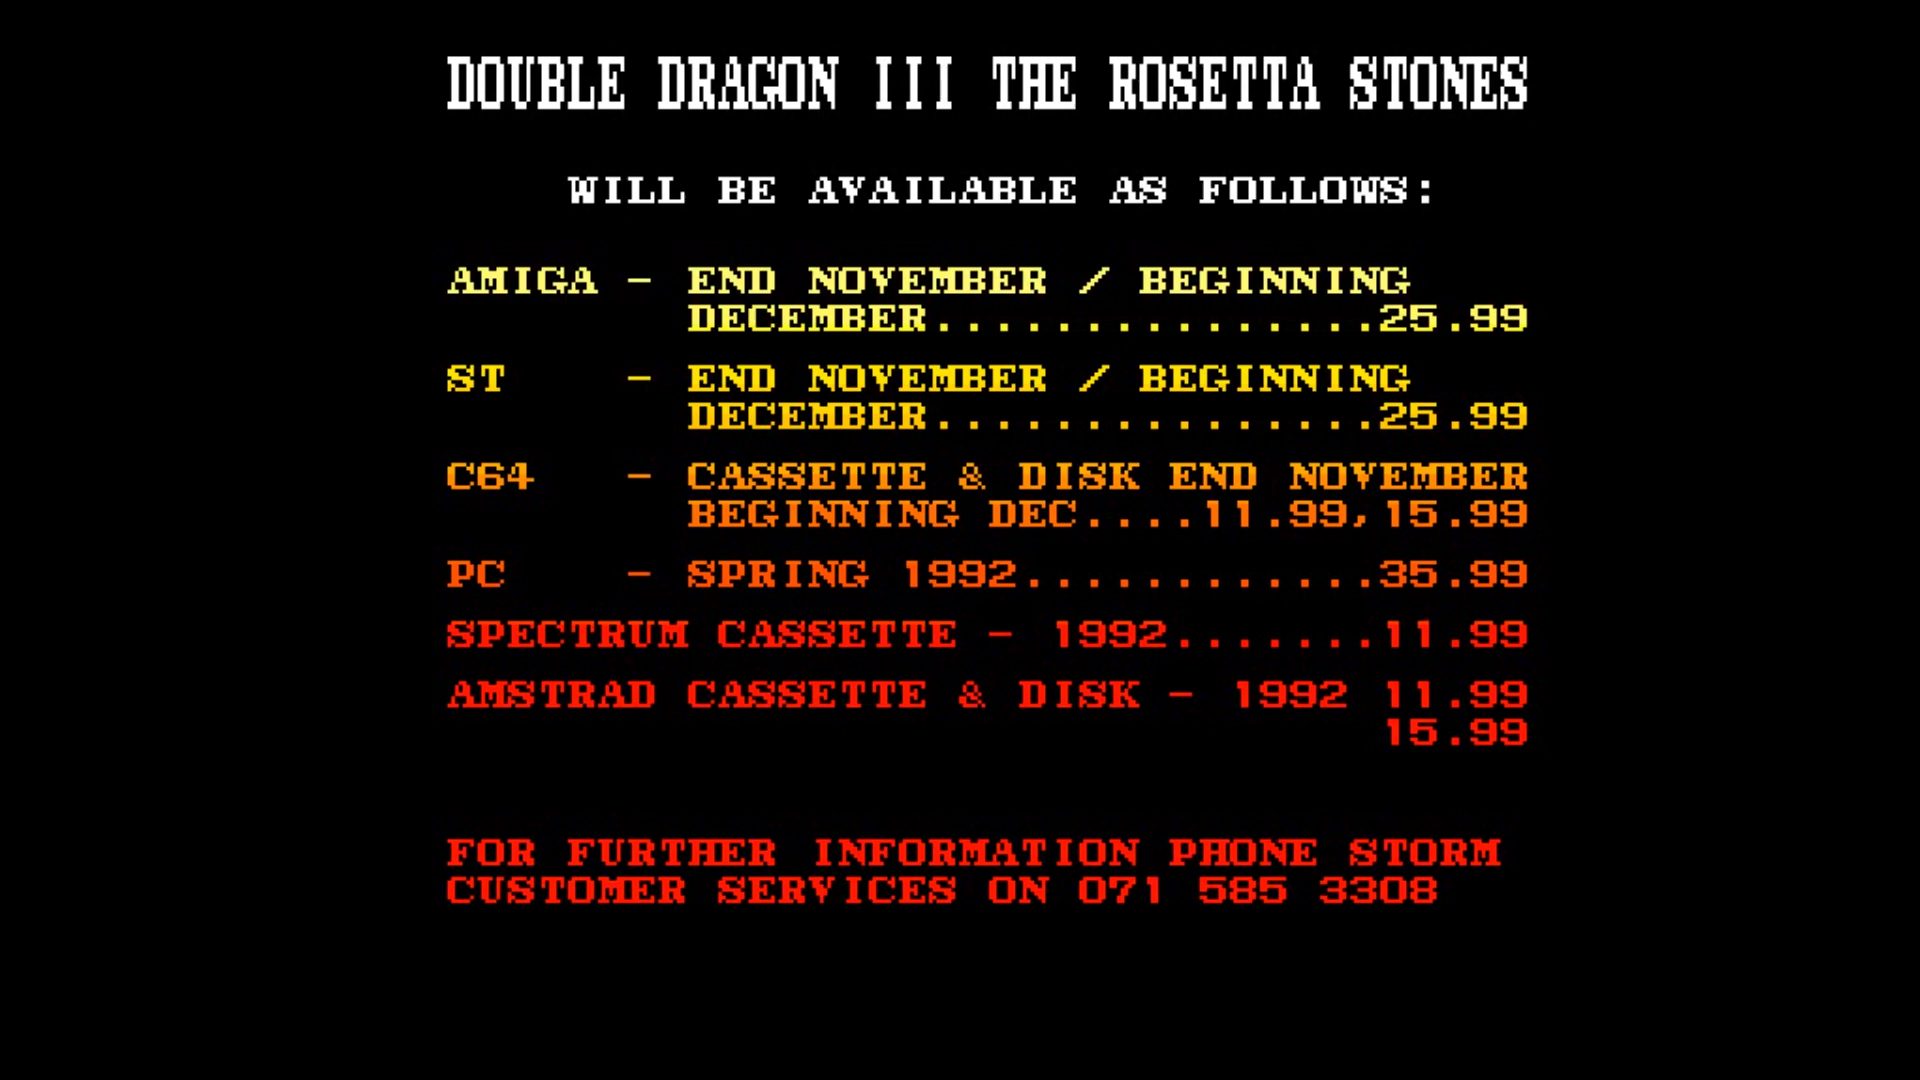 DOUBLE DRAGON III THE ROSETTA STONES
WILL BE AVAILABLE AS FOLLOWS:
AMIGA - END NOVEMBER / BEGINNING
DECEMBER...............25.99
ST - END NOVEMBER / BEGINNING
DECEMBER...............25.99
C64 - CASSETTE & DISK END NOVEMBER
BEGINNING DEC....11.99,15.99
PC - SPRING 1992............35.99
SPECTRUM CASSETTE - 1992.......11.99
AMSTRAD CASSETTE & DISK - 1992 11.99
15.99
FOR FURTHER INFORMATION PHONE STORM
CUSTOMER SERVICES ON 071 585 3308